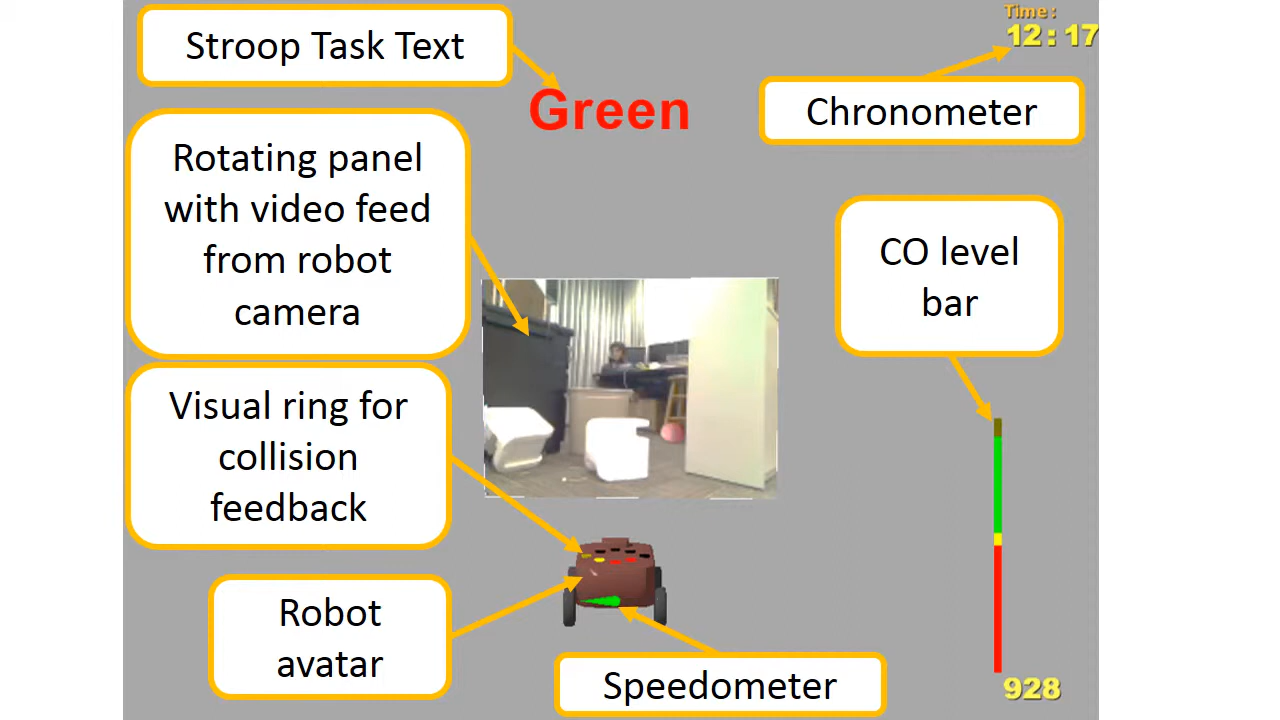 Stroop Task Text
Time:
12:17
Green
Chronometer
Rotating panel
with video feed
from robot
camera
CO level
bar
Visual ring for
collision
feedback
Robot
avatar
Speedometer
928